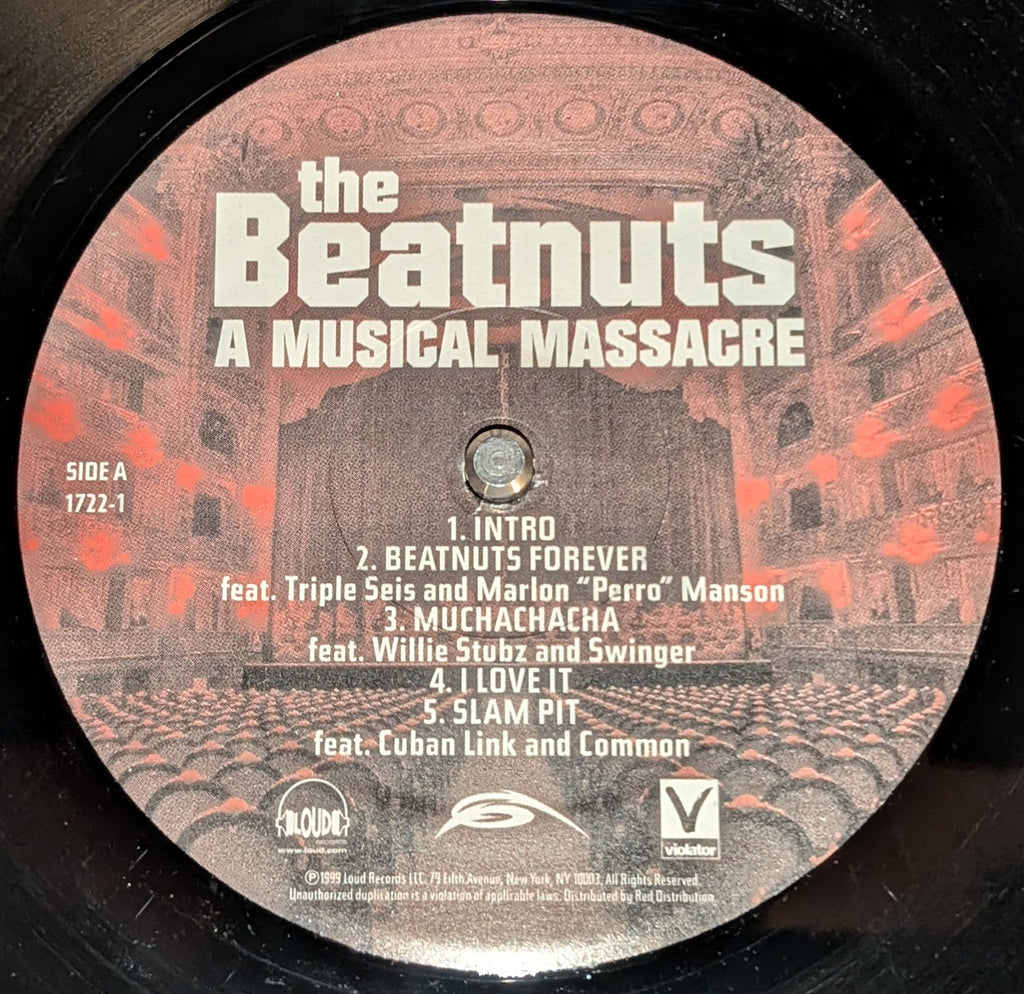 the
Beatnuts
A MUSICAL MASSACRE
SIDE A
1722-1
1. INTRO
2. BEATNUTS FOREVER
feat. Triple Seis and Marlon “Perro” Manson
3. MUCHACHACHA
feat. Willie Stubz and Swinger
4. I LOVE IT
5. SLAM PIT
feat. Cuban Link and Common
LOUD
www.loud.com
V
violator
℗1999 Loud Records LLC, 79 Fifth Avenue, New York, NY 10003, All Rights Reserved.
Unauthorized duplication is a violation of applicable laws. Distributed by Red Distribution.